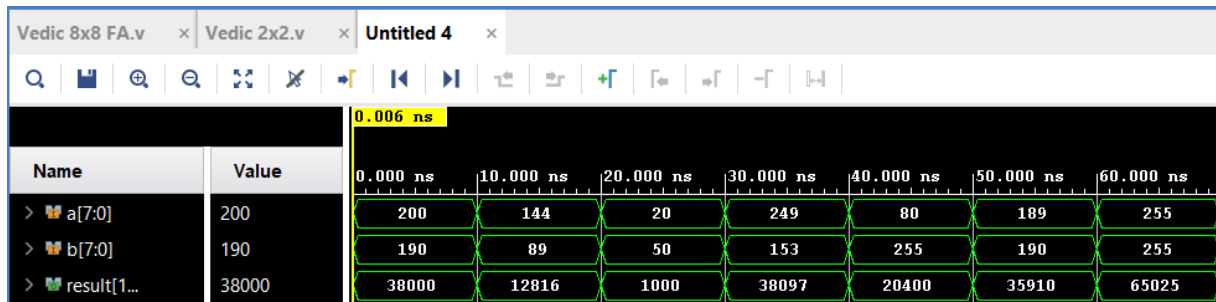 Vedic 8x8 FA.v × Vedic 2x2.v × Untitled 4 ×
0.006 ns
Name Value 0.000 ns 10.000 ns 20.000 ns 30.000 ns 40.000 ns 50.000 ns 60.000 ns
> a[7:0] 200 200 144 20 249 80 189 255
> b[7:0] 190 190 89 50 153 255 190 255
> result[1... 38000 38000 12816 1000 38097 20400 35910 65025